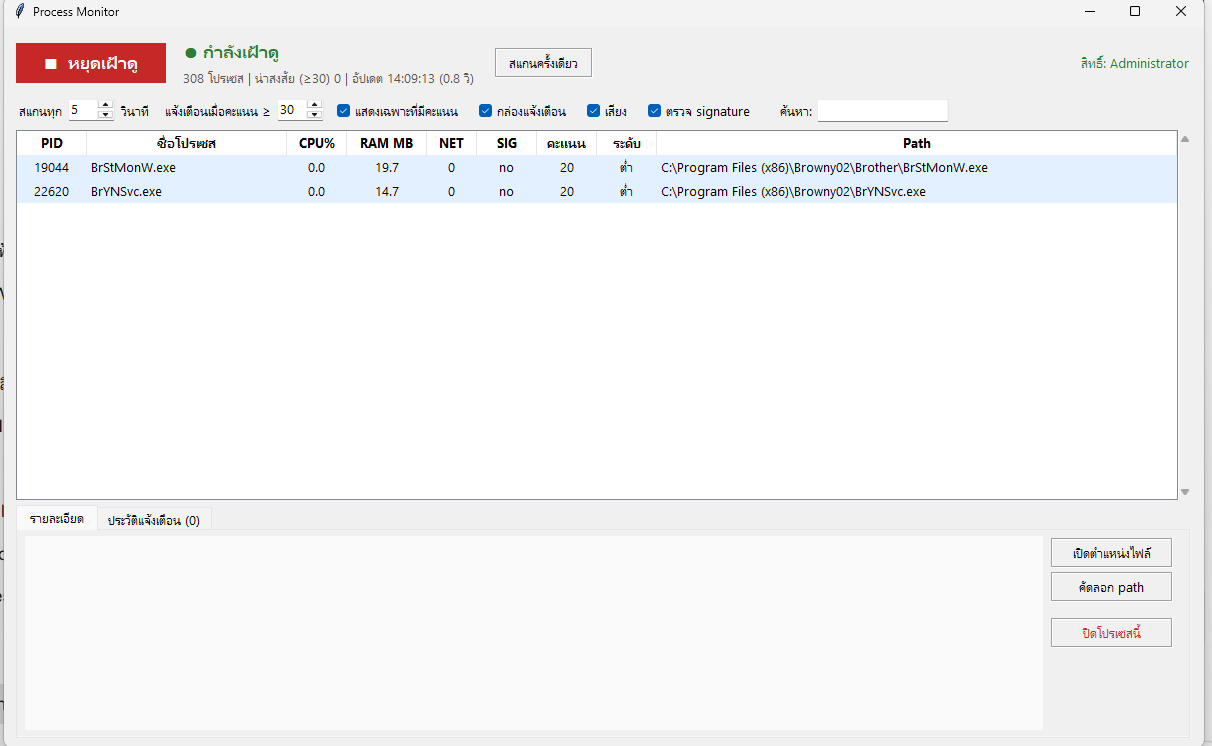 Process Monitor
■ หยุดเฝ้าดู
● กำลังเฝ้าดู
308 โปรเซส | น่าสงสัย (≥30) 0 | อัปเดต 14:09:13 (0.8 วิ)
สแกนครั้งเดียว
สิทธิ์: Administrator
สแกนทุก 5 วินาที แจ้งเตือนเมื่อคะแนน ≥ 30 แสดงเฉพาะที่มีคะแนน กล่องแจ้งเตือน เสียง ตรวจ signature ค้นหา:
PID ชื่อโปรเซส CPU% RAM MB NET SIG คะแนน ระดับ Path
19044 BrStMonW.exe 0.0 19.7 0 no 20 ต่ำ C:\Program Files (x86)\Browny02\Brother\BrStMonW.exe
22620 BrYNSvc.exe 0.0 14.7 0 no 20 ต่ำ C:\Program Files (x86)\Browny02\BrYNSvc.exe
รายละเอียด ประวัติแจ้งเตือน (0)
เปิดตำแหน่งไฟล์
คัดลอก path
ปิดโปรเซสนี้